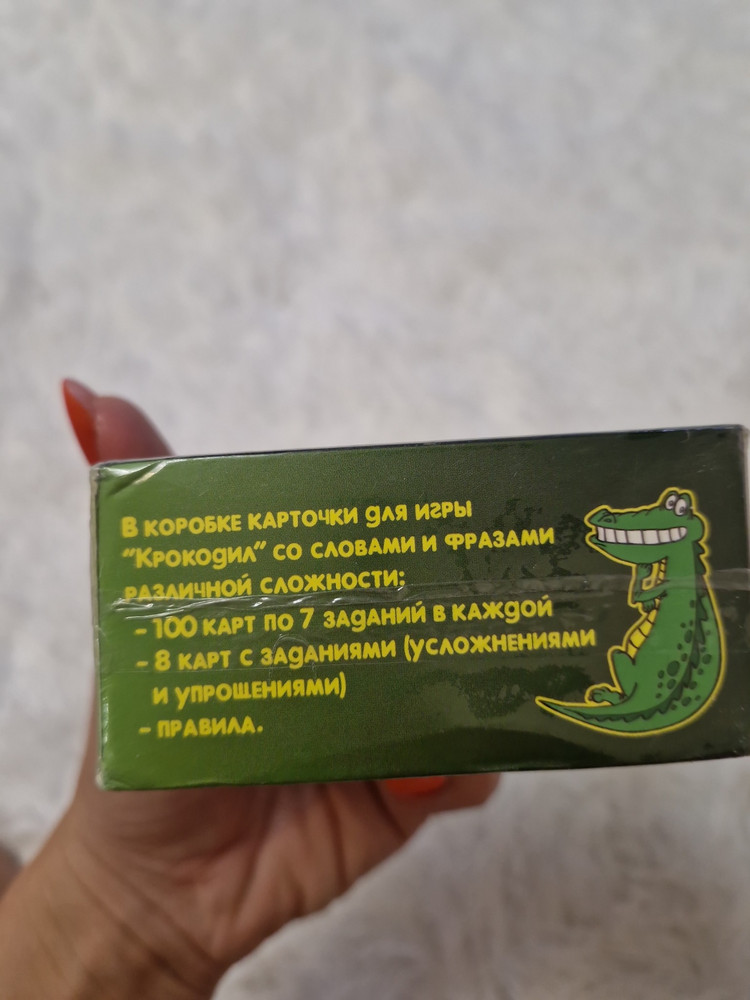 В КОРОБКЕ КАРТОЧКИ ДЛЯ ИГРЫ
"КРОКОДИЛ" СО СЛОВАМИ И ФРАЗАМИ
РАЗЛИЧНОЙ СЛОЖНОСТИ:
- 100 КАРТ ПО 7 ЗАДАНИЙ В КАЖДОЙ
- 8 КАРТ С ЗАДАНИЯМИ (УСЛОЖНЕНИЯМИ
И УПРОЩЕНИЯМИ)
- ПРАВИЛА.